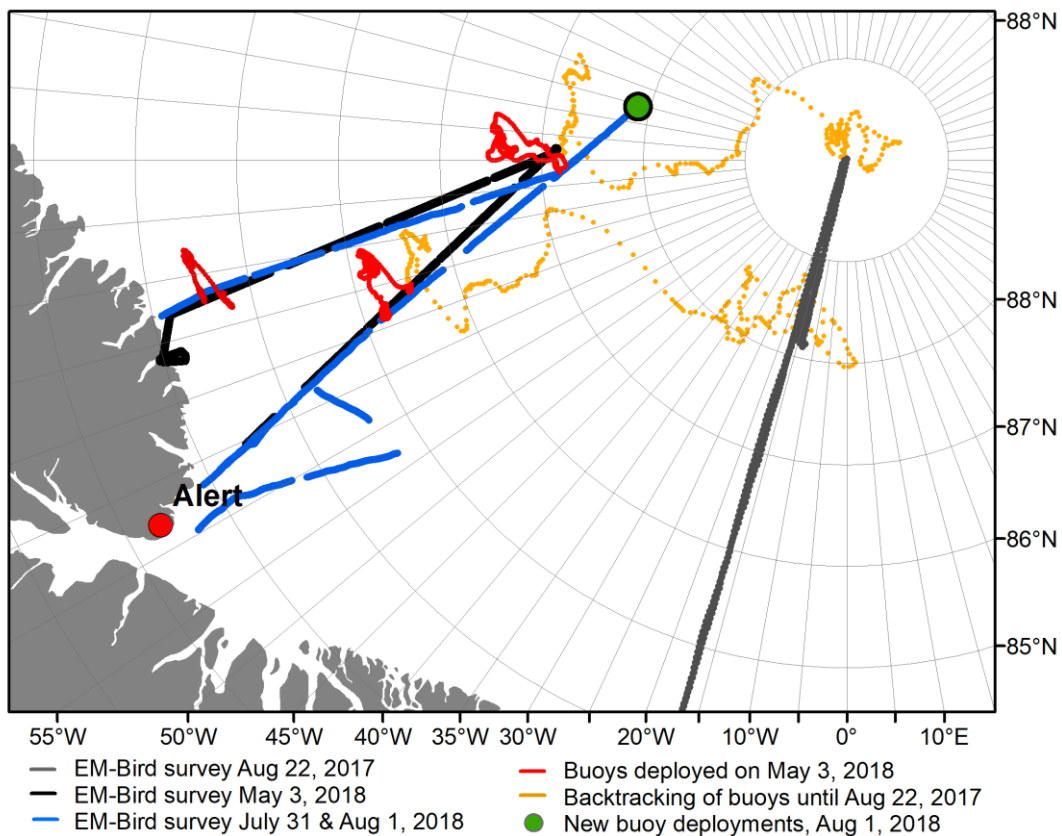 88°N
88°N
87°N
Alert
86°N
85°N
55°W 50°W 45°W 40°W 35°W 30°W 20°W 10°W 0° 10°E
EM-Bird survey Aug 22, 2017
EM-Bird survey May 3, 2018
EM-Bird survey July 31 & Aug 1, 2018
Buoys deployed on May 3, 2018
Backtracking of buoys until Aug 22, 2017
New buoy deployments, Aug 1, 2018